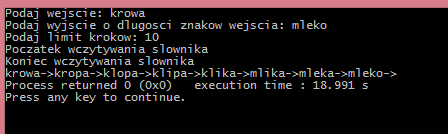 Podaj wejscie: krowa
Podaj wyjscie o dlugosci znakow wejscia: mleko
Podaj limit krokow: 10
Poczatek wczytywania slownika
Koniec wczytywania slownika
krowa->kropa->klopa->klipa->klika->mlika->mleka->mleko->
Process returned 0 (0x0)   execution time : 18.991 s
Press any key to continue.